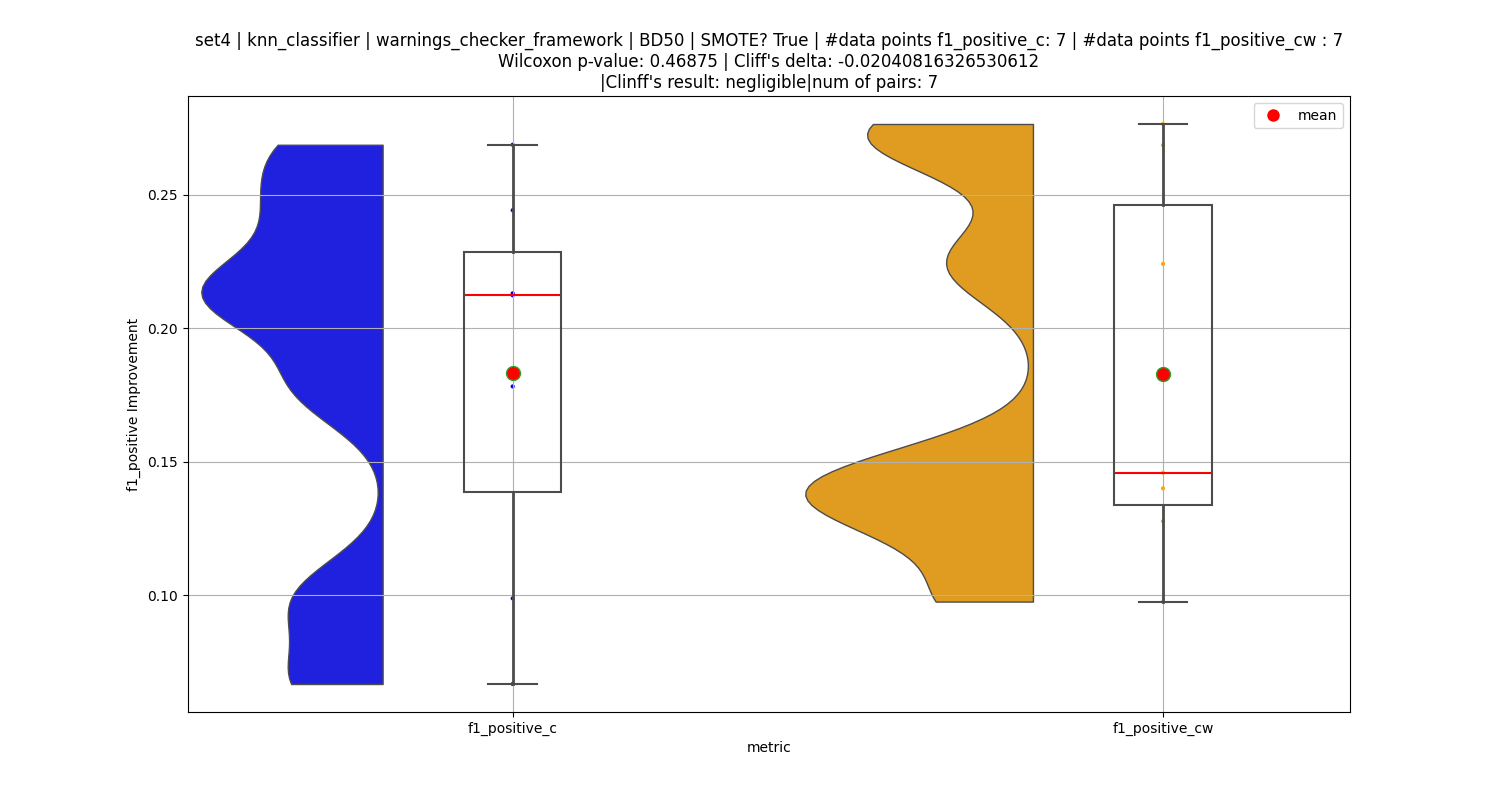 set4 | knn_classifier | warnings_checker_framework | BD50 | SMOTE? True | #data points f1_positive_c: 7 | #data points f1_positive_cw : 7
Wilcoxon p-value: 0.46875 | Cliff's delta: -0.02040816326530612
|Clinff's result: negligible|num of pairs: 7
mean
0.25
0.20
0.15
0.10
f1_positive Improvement
f1_positive_c
f1_positive_cw
metric